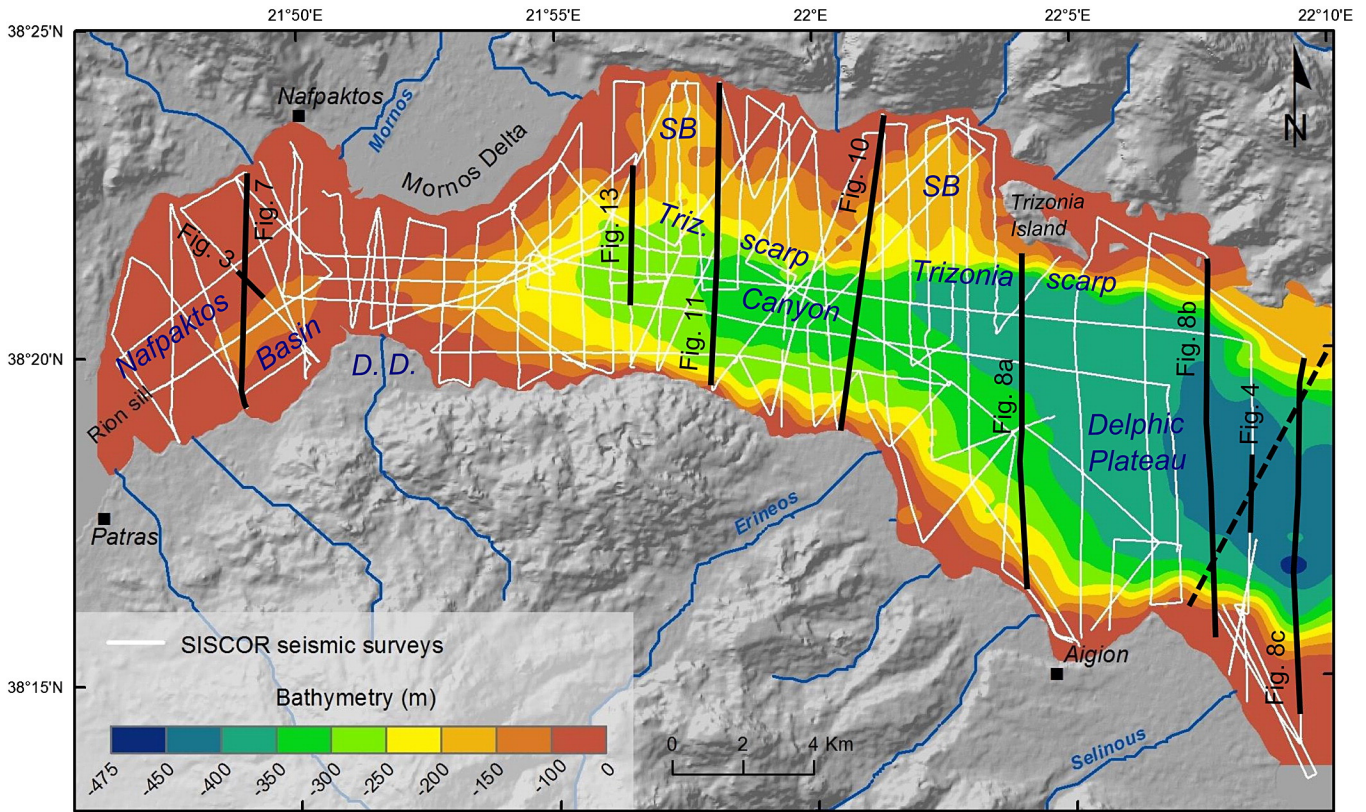 21°50'E 21°55'E 22°E 22°5'E 22°10'E
38°25'N
Nafpaktos
Mornos
Mornos Delta
SB
Fig. 10
N
Fig. 7
Fig. 3
Fig. 13
Triz.
scarp
SB
Trizonia
Island
Trizonia
scarp
Canyon
Fig. 11
Nafpaktos
Basin
38°20'N
D. D.
Rion sill
Fig. 8a
Fig. 8b
Fig. 4
Delphic
Plateau
Erineos
Patras
Aigion
Fig. 8c
Selinous
38°15'N
SISCOR seismic surveys
Bathymetry (m)
-475 -450 -400 -350 -300 -250 -200 -150 -100 0
0 2 4 Km